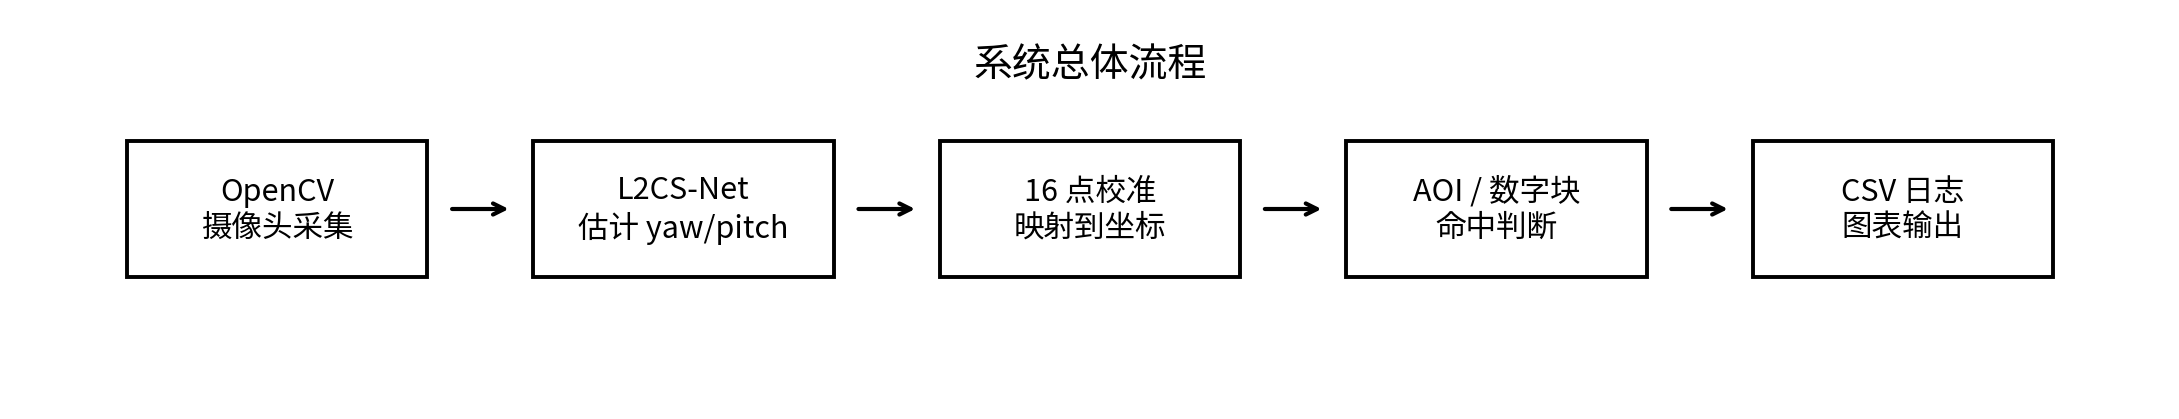 系统总体流程
OpenCV
摄像头采集
L2CS-Net
估计 yaw/pitch
16 点校准
映射到坐标
AOI / 数字块
命中判断
CSV 日志
图表输出